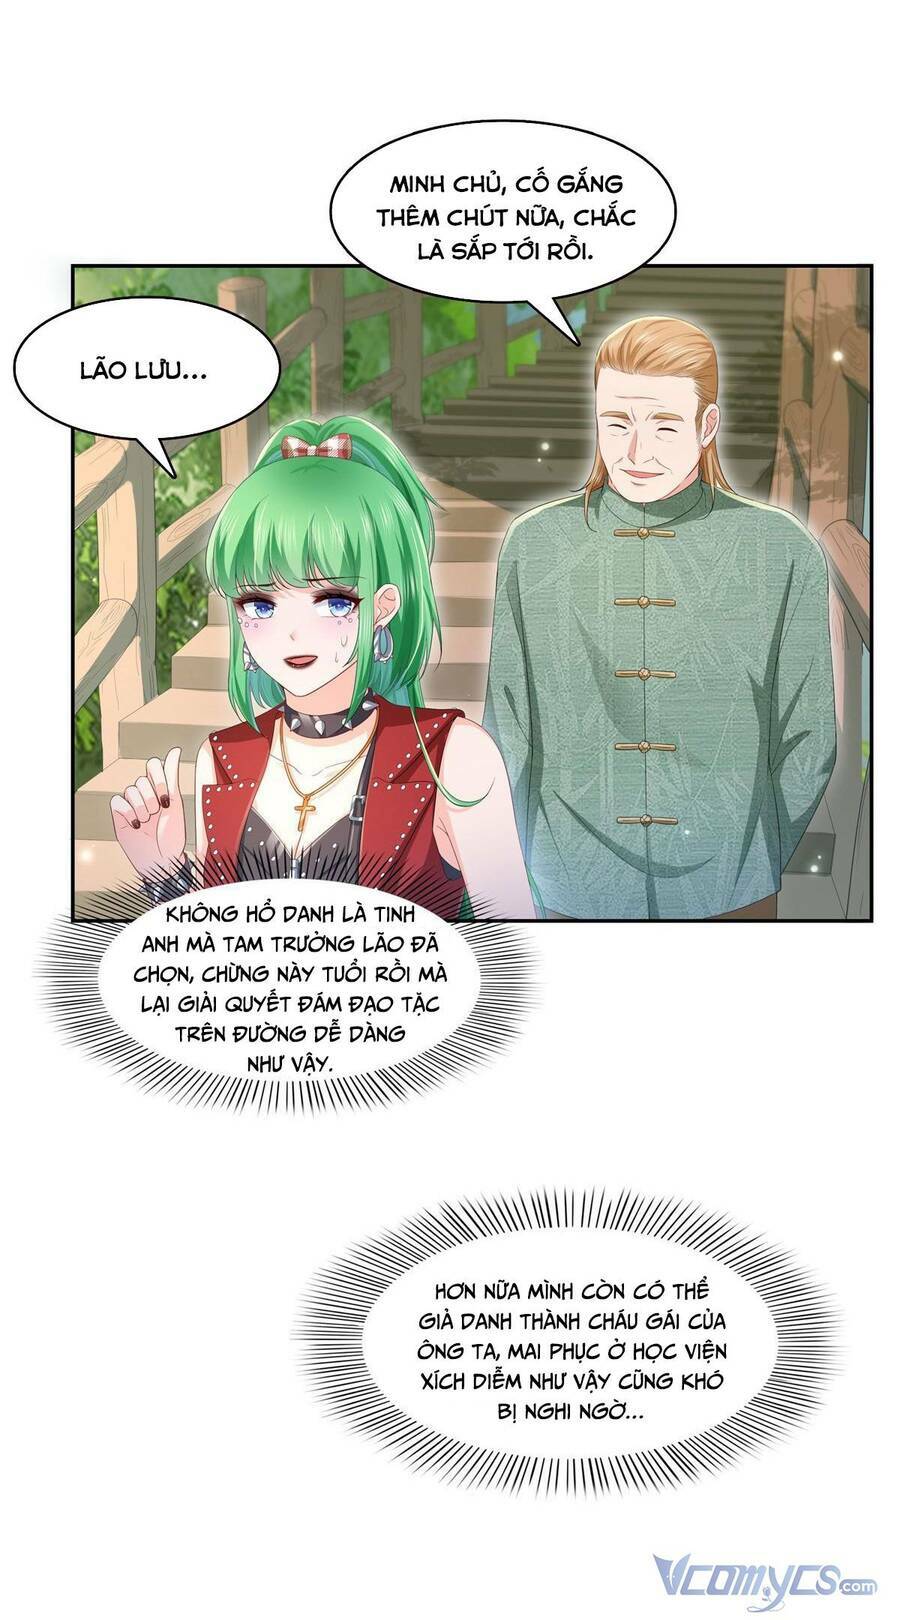 MINH CHỦ, CỐ GẮNG
THÊM CHÚT NỮA, CHẮC
LÀ SẮP TỚI RỒI.
LÃO LƯU...
KHÔNG HỔ DANH LÀ TINH
ANH MÀ TAM TRƯỞNG LÃO ĐÃ
CHỌN, CHỪNG NÀY TUỔI RỒI MÀ
LẠI GIẢI QUYẾT ĐÁM ĐẠO TẶC
TRÊN ĐƯỜNG DỄ DÀNG
NHƯ VẬY.
HƠN NỮA MÌNH CÒN CÓ THỂ
GIẢ DANH THÀNH CHÁU GÁI CỦA
ÔNG TA, MAI PHỤC Ở HỌC VIỆN
XÍCH DIỄM NHƯ VẬY CŨNG KHÓ
BỊ NGHI NGỜ...
VCOMYCS.com